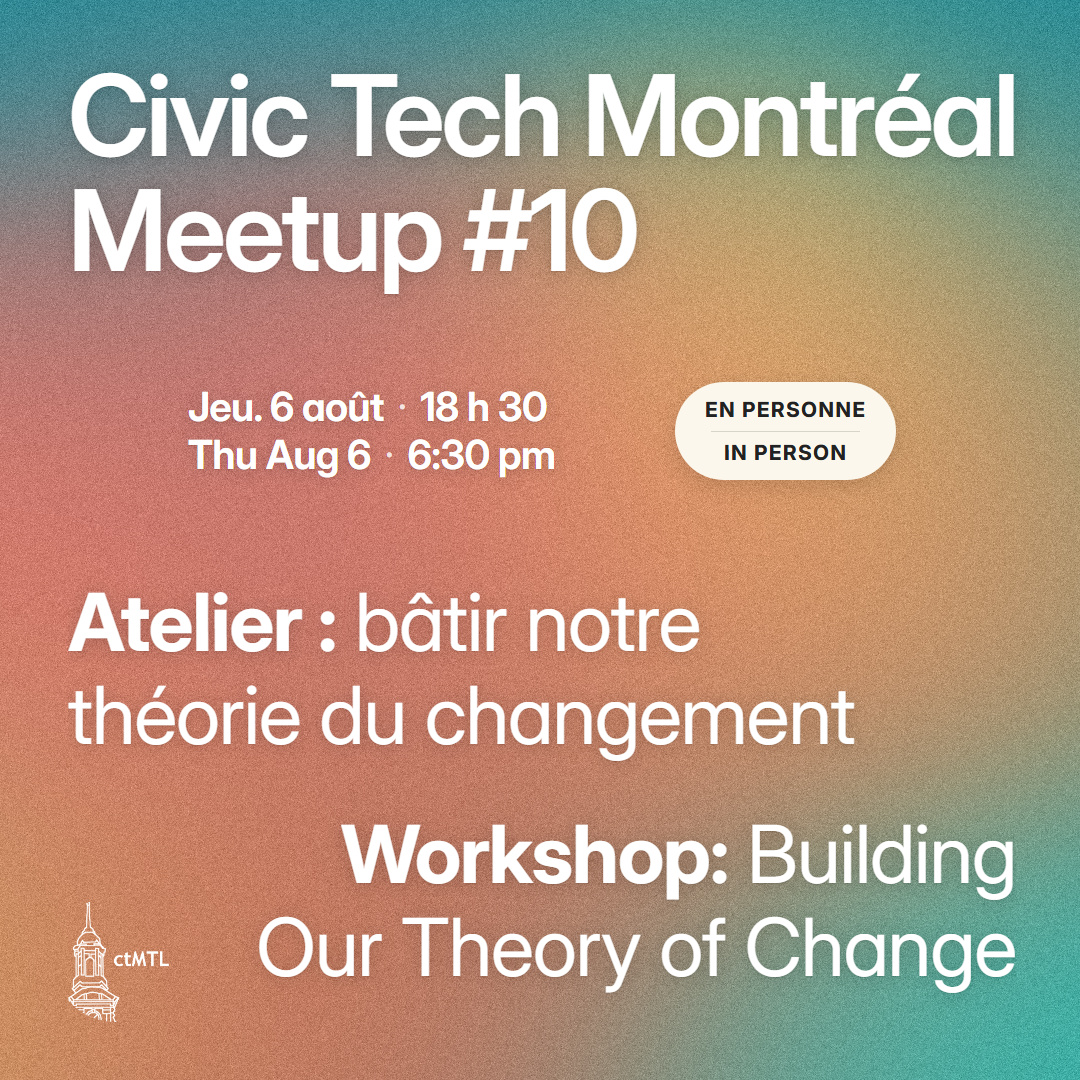 Civic Tech Montréal
Meetup #10
Jeu. 6 août · 18 h 30
Thu Aug 6 · 6:30 pm
EN PERSONNE
IN PERSON
Atelier : bâtir notre
théorie du changement
Workshop: Building
Our Theory of Change
ctMTL